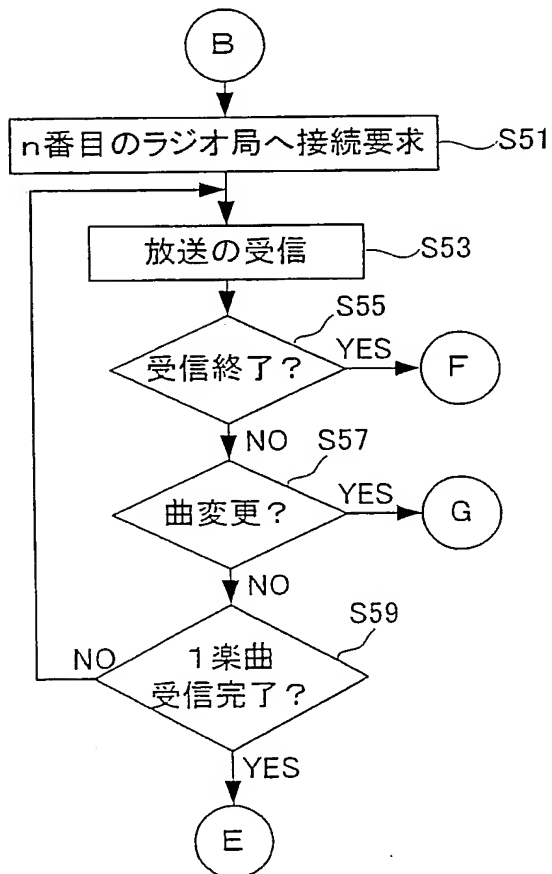 B
n番目のラジオ局へ接続要求
S51
放送の受信
S53
S55
受信終了？
YES
F
NO
S57
曲変更？
YES
G
NO
S59
NO
１楽曲
受信完了？
YES
E